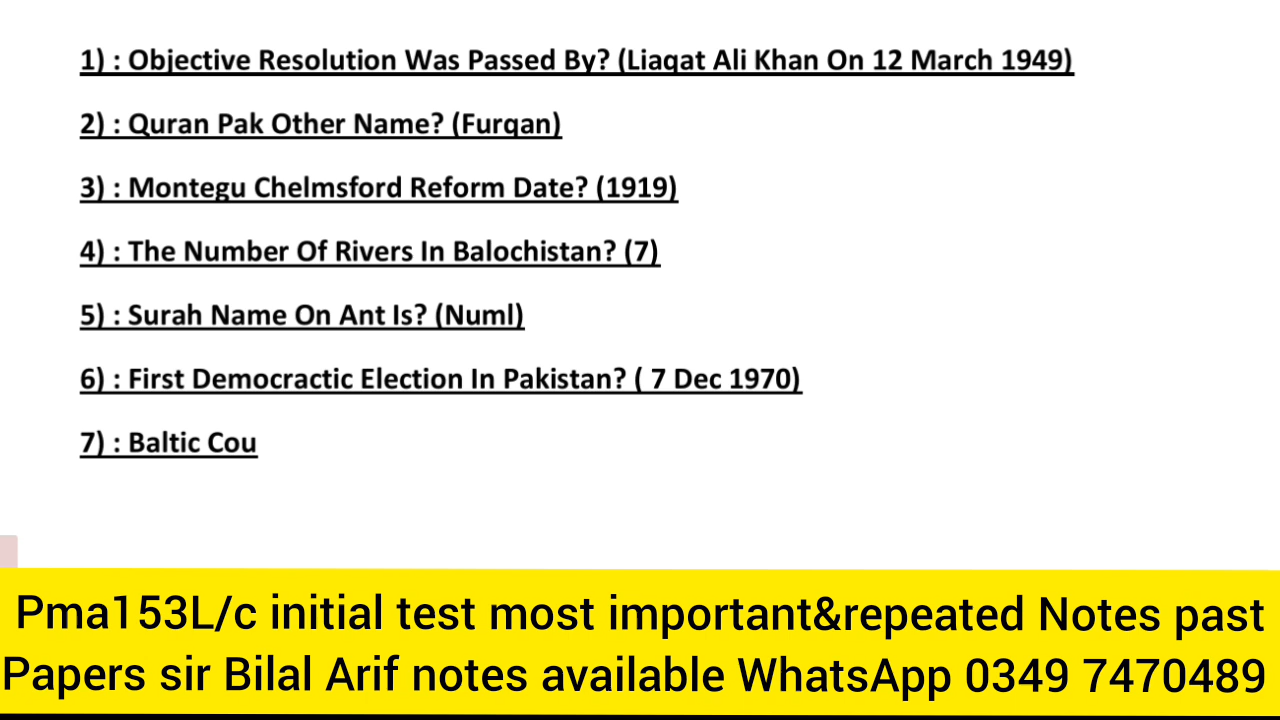 1) : Objective Resolution Was Passed By? (Liaqat Ali Khan On 12 March 1949)
2) : Quran Pak Other Name? (Furqan)
3) : Montegu Chelmsford Reform Date? (1919)
4) : The Number Of Rivers In Balochistan? (7)
5) : Surah Name On Ant Is? (Numl)
6) : First Democractic Election In Pakistan? ( 7 Dec 1970)
7) : Baltic Cou
Pma153L/c initial test most important&repeated Notes past
Papers sir Bilal Arif notes available WhatsApp 0349 7470489